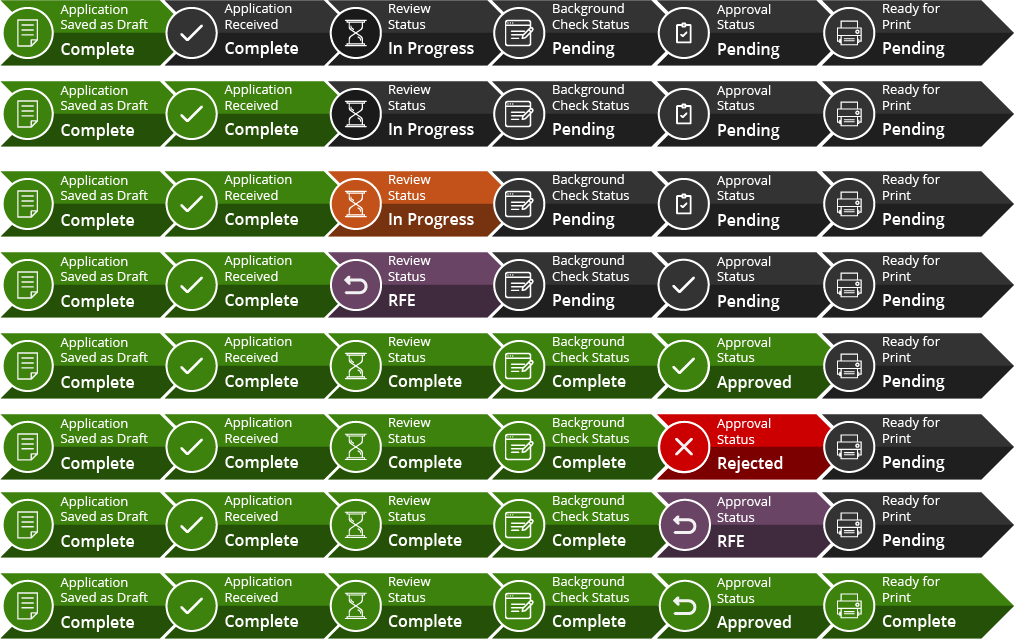 Application
Saved as Draft
Complete
Application
Received
Complete
Review
Status
In Progress
Background
Check Status
Pending
Approval
Status
Pending
Ready for
Print
Pending
Application
Saved as Draft
Complete
Application
Received
Complete
Review
Status
In Progress
Background
Check Status
Pending
Approval
Status
Pending
Ready for
Print
Pending
Application
Saved as Draft
Complete
Application
Received
Complete
Review
Status
In Progress
Background
Check Status
Pending
Approval
Status
Pending
Ready for
Print
Pending
Application
Saved as Draft
Complete
Application
Received
Complete
Review
Status
RFE
Background
Check Status
Pending
Approval
Status
Pending
Ready for
Print
Pending
Application
Saved as Draft
Complete
Application
Received
Complete
Review
Status
Complete
Background
Check Status
Complete
Approval
Status
Approved
Ready for
Print
Pending
Application
Saved as Draft
Complete
Application
Received
Complete
Review
Status
Complete
Background
Check Status
Complete
Approval
Status
Rejected
Ready for
Print
Pending
Application
Saved as Draft
Complete
Application
Received
Complete
Review
Status
Complete
Background
Check Status
Complete
Approval
Status
RFE
Ready for
Print
Pending
Application
Saved as Draft
Complete
Application
Received
Complete
Review
Status
Complete
Background
Check Status
Complete
Approval
Status
Approved
Ready for
Print
Complete